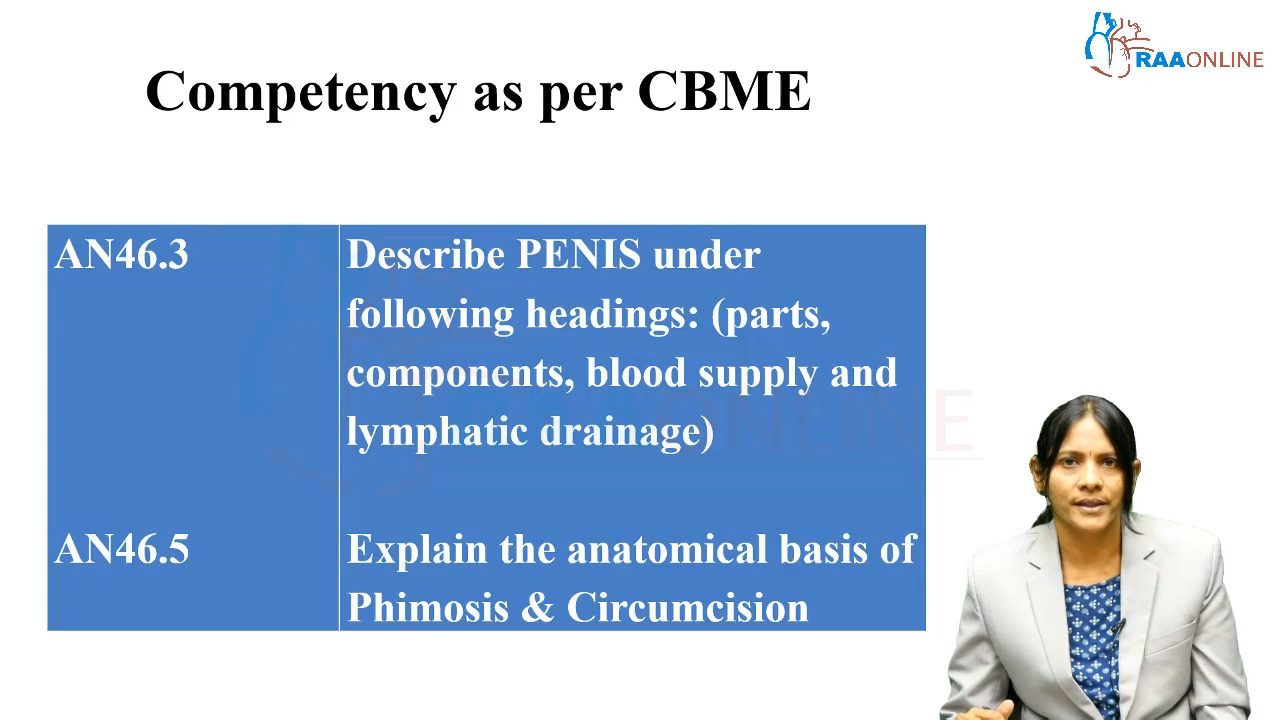 RAAONLINE
Competency as per CBME
AN46.3
Describe PENIS under
following headings: (parts,
components, blood supply and
lymphatic drainage)
AN46.5
Explain the anatomical basis of
Phimosis & Circumcision